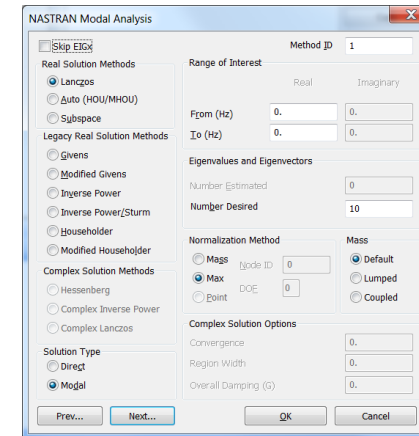 NASTRAN Modal Analysis
X
Skip EIGx
Method ID 1
Real Solution Methods
Lanczos
Auto (HOU/MHOU)
Subspace
Legacy Real Solution Methods
Givens
Modified Givens
Inverse Power
Inverse Power/Sturm
Householder
Modified Householder
Complex Solution Methods
Hessenberg
Complex Inverse Power
Complex Lanczos
Solution Type
Direct
Modal
Range of Interest
Real Imaginary
From (Hz) 0. 0.
To (Hz) 0. 0.
Eigenvalues and Eigenvectors
Number Estimated 0
Number Desired 10
Normalization Method
Mass
Max
Point
Node ID 0
DOF 0
Mass
Default
Lumped
Coupled
Complex Solution Options
Convergence 0.
Region Width 0.
Overall Damping (G) 0.
Prev... Next... OK Cancel